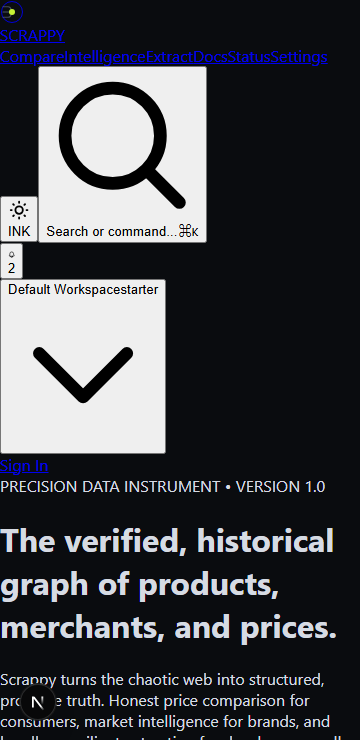 SCRAPPY
CompareIntelligenceExtractDocsStatusSettings
INK
Search or command...⌘K
2
Default Workspacestarter
Sign In
PRECISION DATA INSTRUMENT • VERSION 1.0
The verified, historical
graph of products,
merchants, and prices.
Scrappy turns the chaotic web into structured,
truth. Honest price comparison for
consumers, market intelligence for brands, and
N